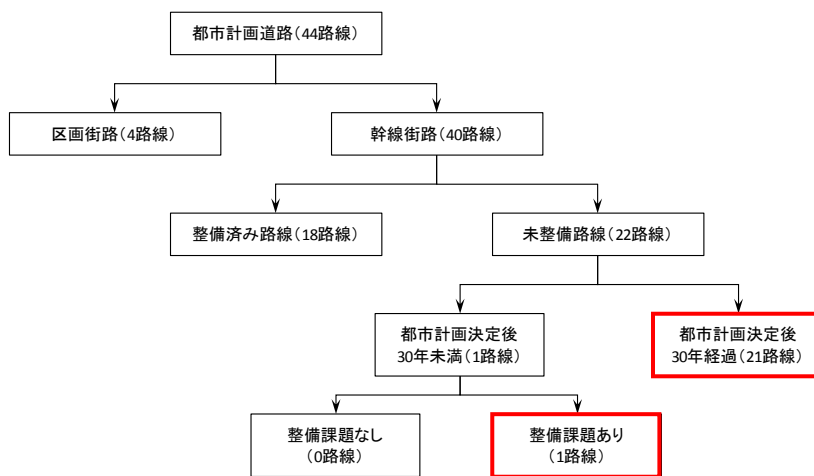 都市計画道路（44路線）
区画街路（4路線）
幹線街路（40路線）
整備済み路線（18路線）
未整備路線（22路線）
都市計画決定後
30年未満（1路線）
都市計画決定後
30年経過（21路線）
整備課題なし
（0路線）
整備課題あり
（1路線）